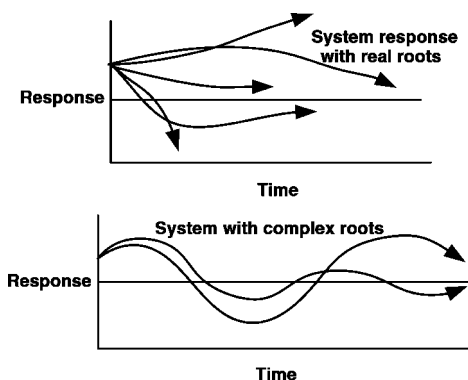 System response
with real roots
Response
Time
System with complex roots
Response
Time